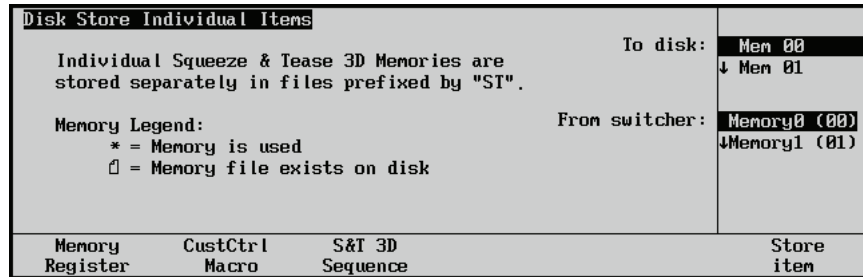 Disk Store Individual Items
To disk: Mem 00
Individual Squeeze & Tease 3D Memories are
↓ Mem 01
stored separately in files prefixed by "ST".
From switcher: Memory0 (00)
Memory Legend:
↓Memory1 (01)
* = Memory is used
= Memory file exists on disk
Memory Register
CustCtrl Macro
S&T 3D Sequence
Store item